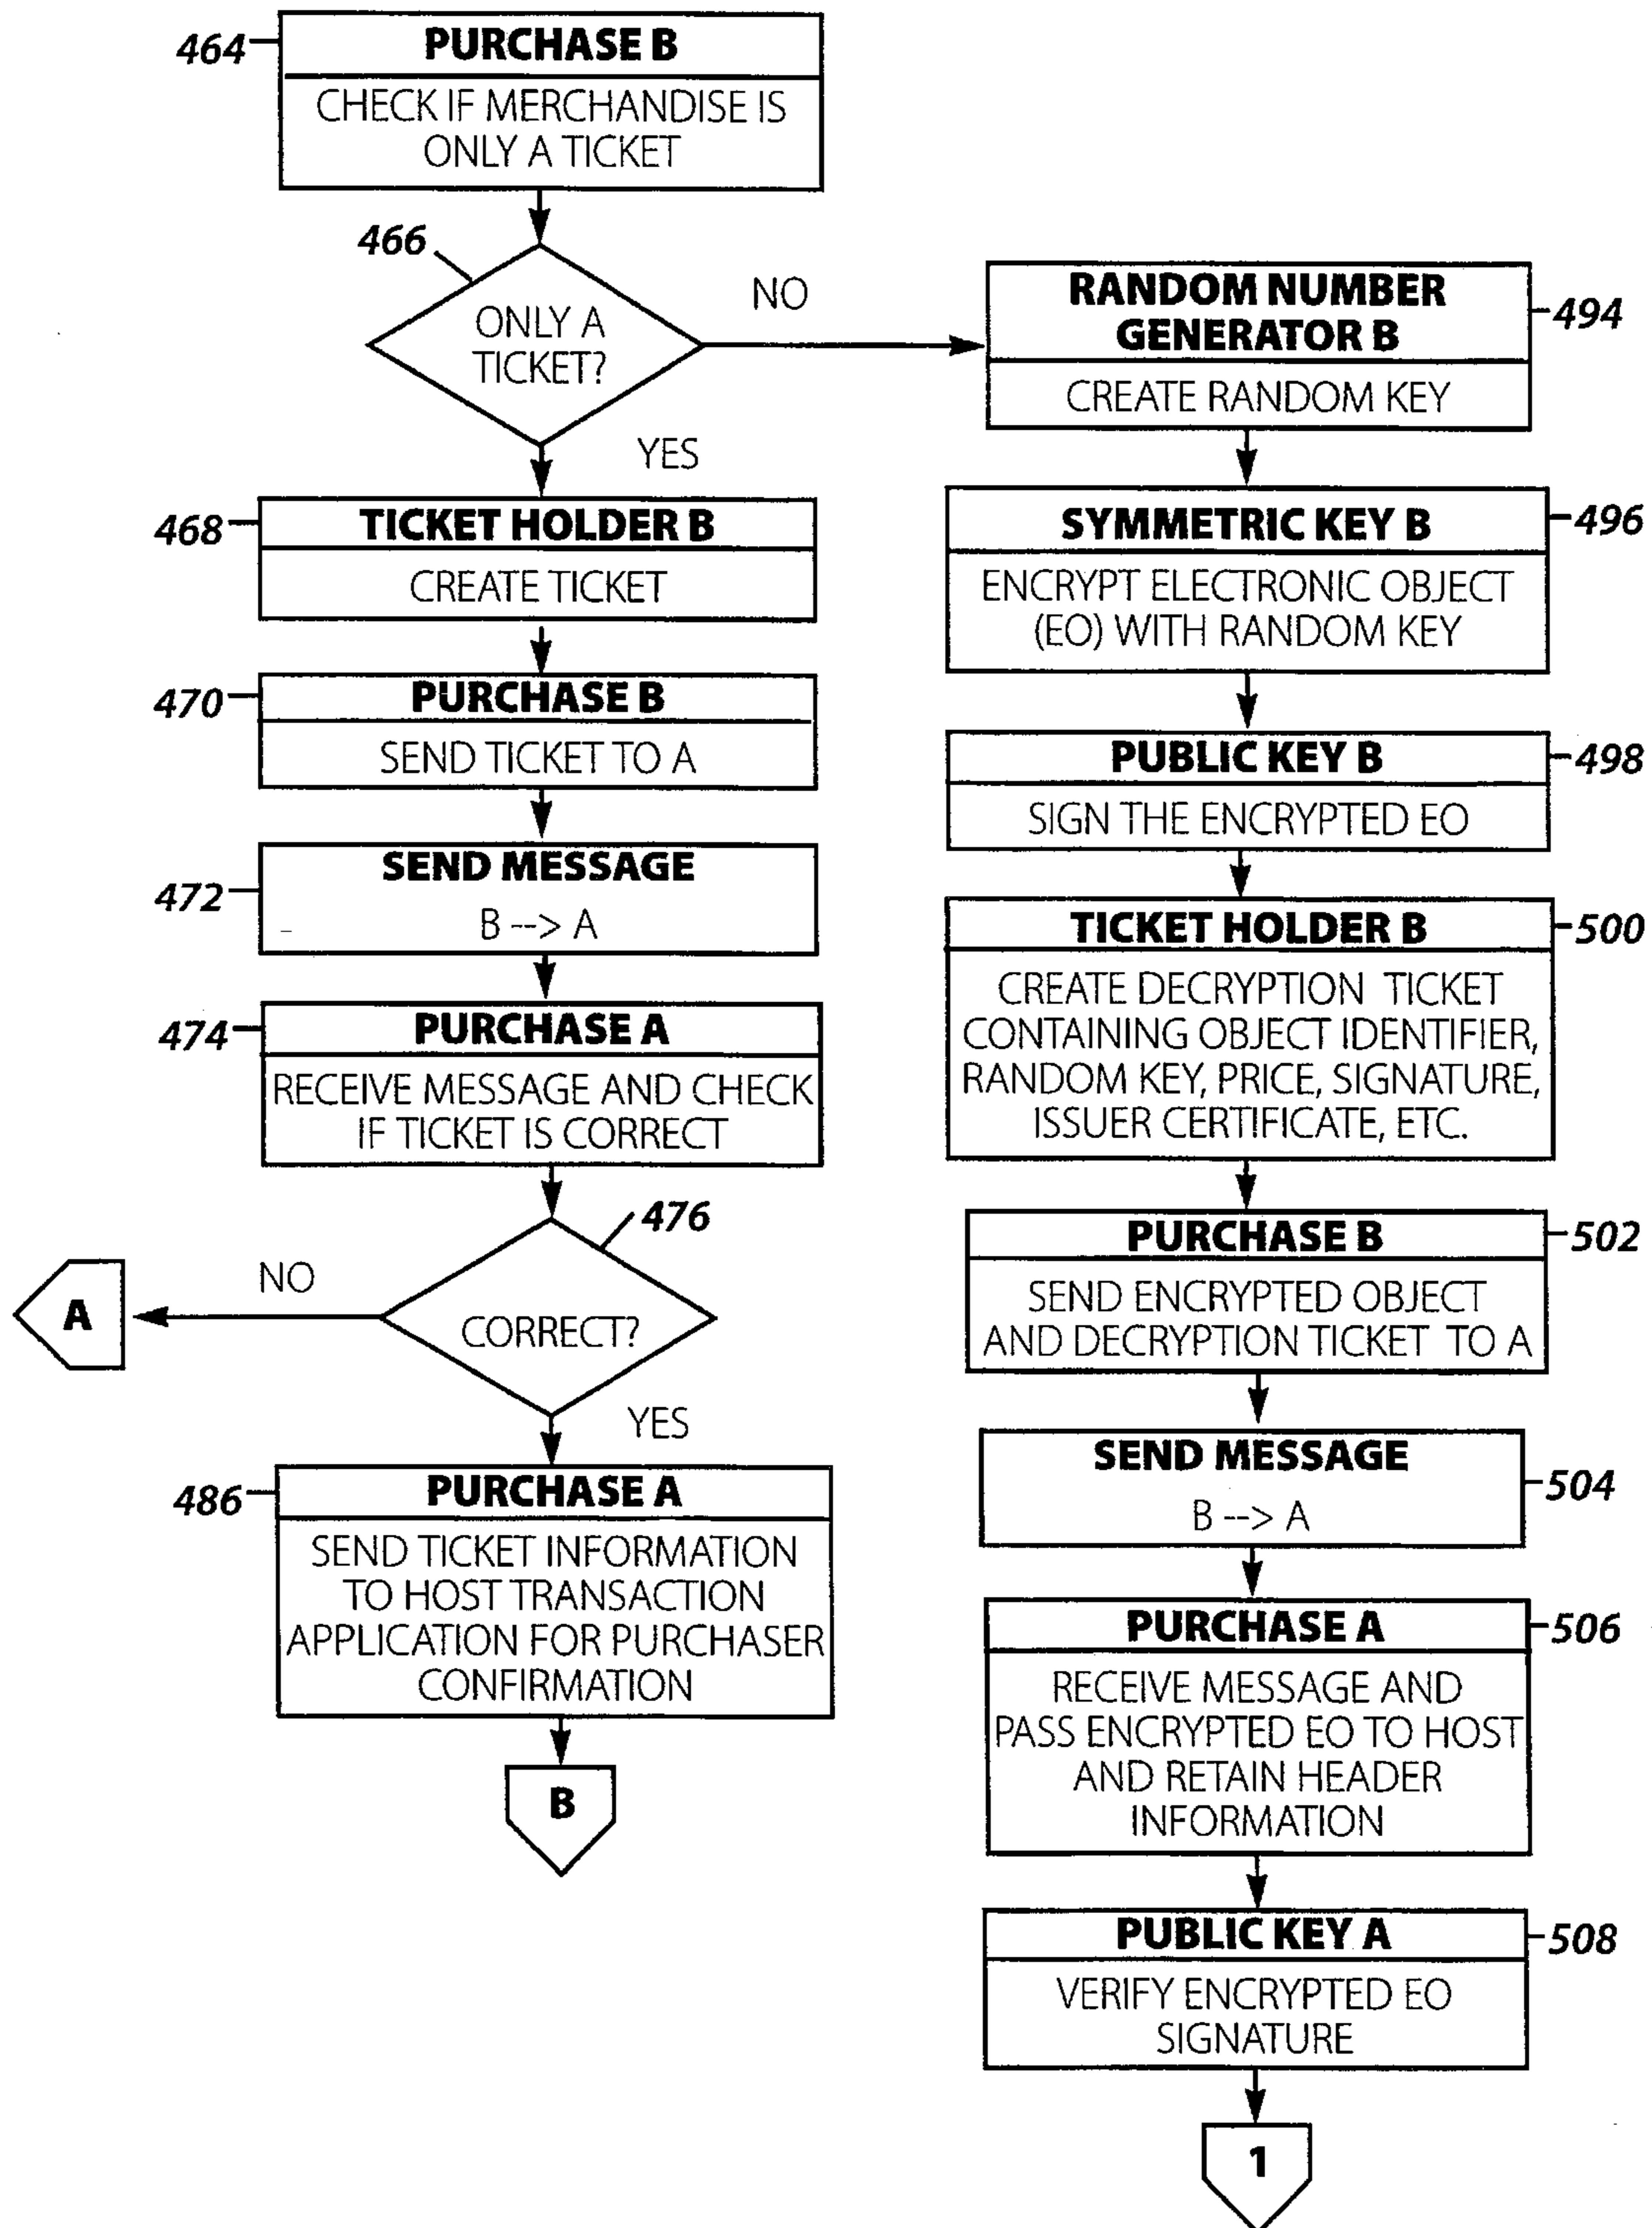 464
PURCHASE B
CHECK IF MERCHANDISE IS
ONLY A TICKET
466
ONLY A
TICKET?
NO
YES
468
TICKET HOLDER B
CREATE TICKET
470
PURCHASE B
SEND TICKET TO A
472
SEND MESSAGE
B --> A
474
PURCHASE A
RECEIVE MESSAGE AND CHECK
IF TICKET IS CORRECT
476
CORRECT?
NO
A
YES
486
PURCHASE A
SEND TICKET INFORMATION
TO HOST TRANSACTION
APPLICATION FOR PURCHASER
CONFIRMATION
B
RANDOM NUMBER
GENERATOR B
494
CREATE RANDOM KEY
SYMMETRIC KEY B
496
ENCRYPT ELECTRONIC OBJECT
(EO) WITH RANDOM KEY
PUBLIC KEY B
498
SIGN THE ENCRYPTED EO
TICKET HOLDER B
500
CREATE DECRYPTION TICKET
CONTAINING OBJECT IDENTIFIER,
RANDOM KEY, PRICE, SIGNATURE,
ISSUER CERTIFICATE, ETC.
PURCHASE B
502
SEND ENCRYPTED OBJECT
AND DECRYPTION TICKET TO A
SEND MESSAGE
504
B --> A
PURCHASE A
506
RECEIVE MESSAGE AND
PASS ENCRYPTED EO TO HOST
AND RETAIN HEADER
INFORMATION
PUBLIC KEY A
508
VERIFY ENCRYPTED EO
SIGNATURE
1